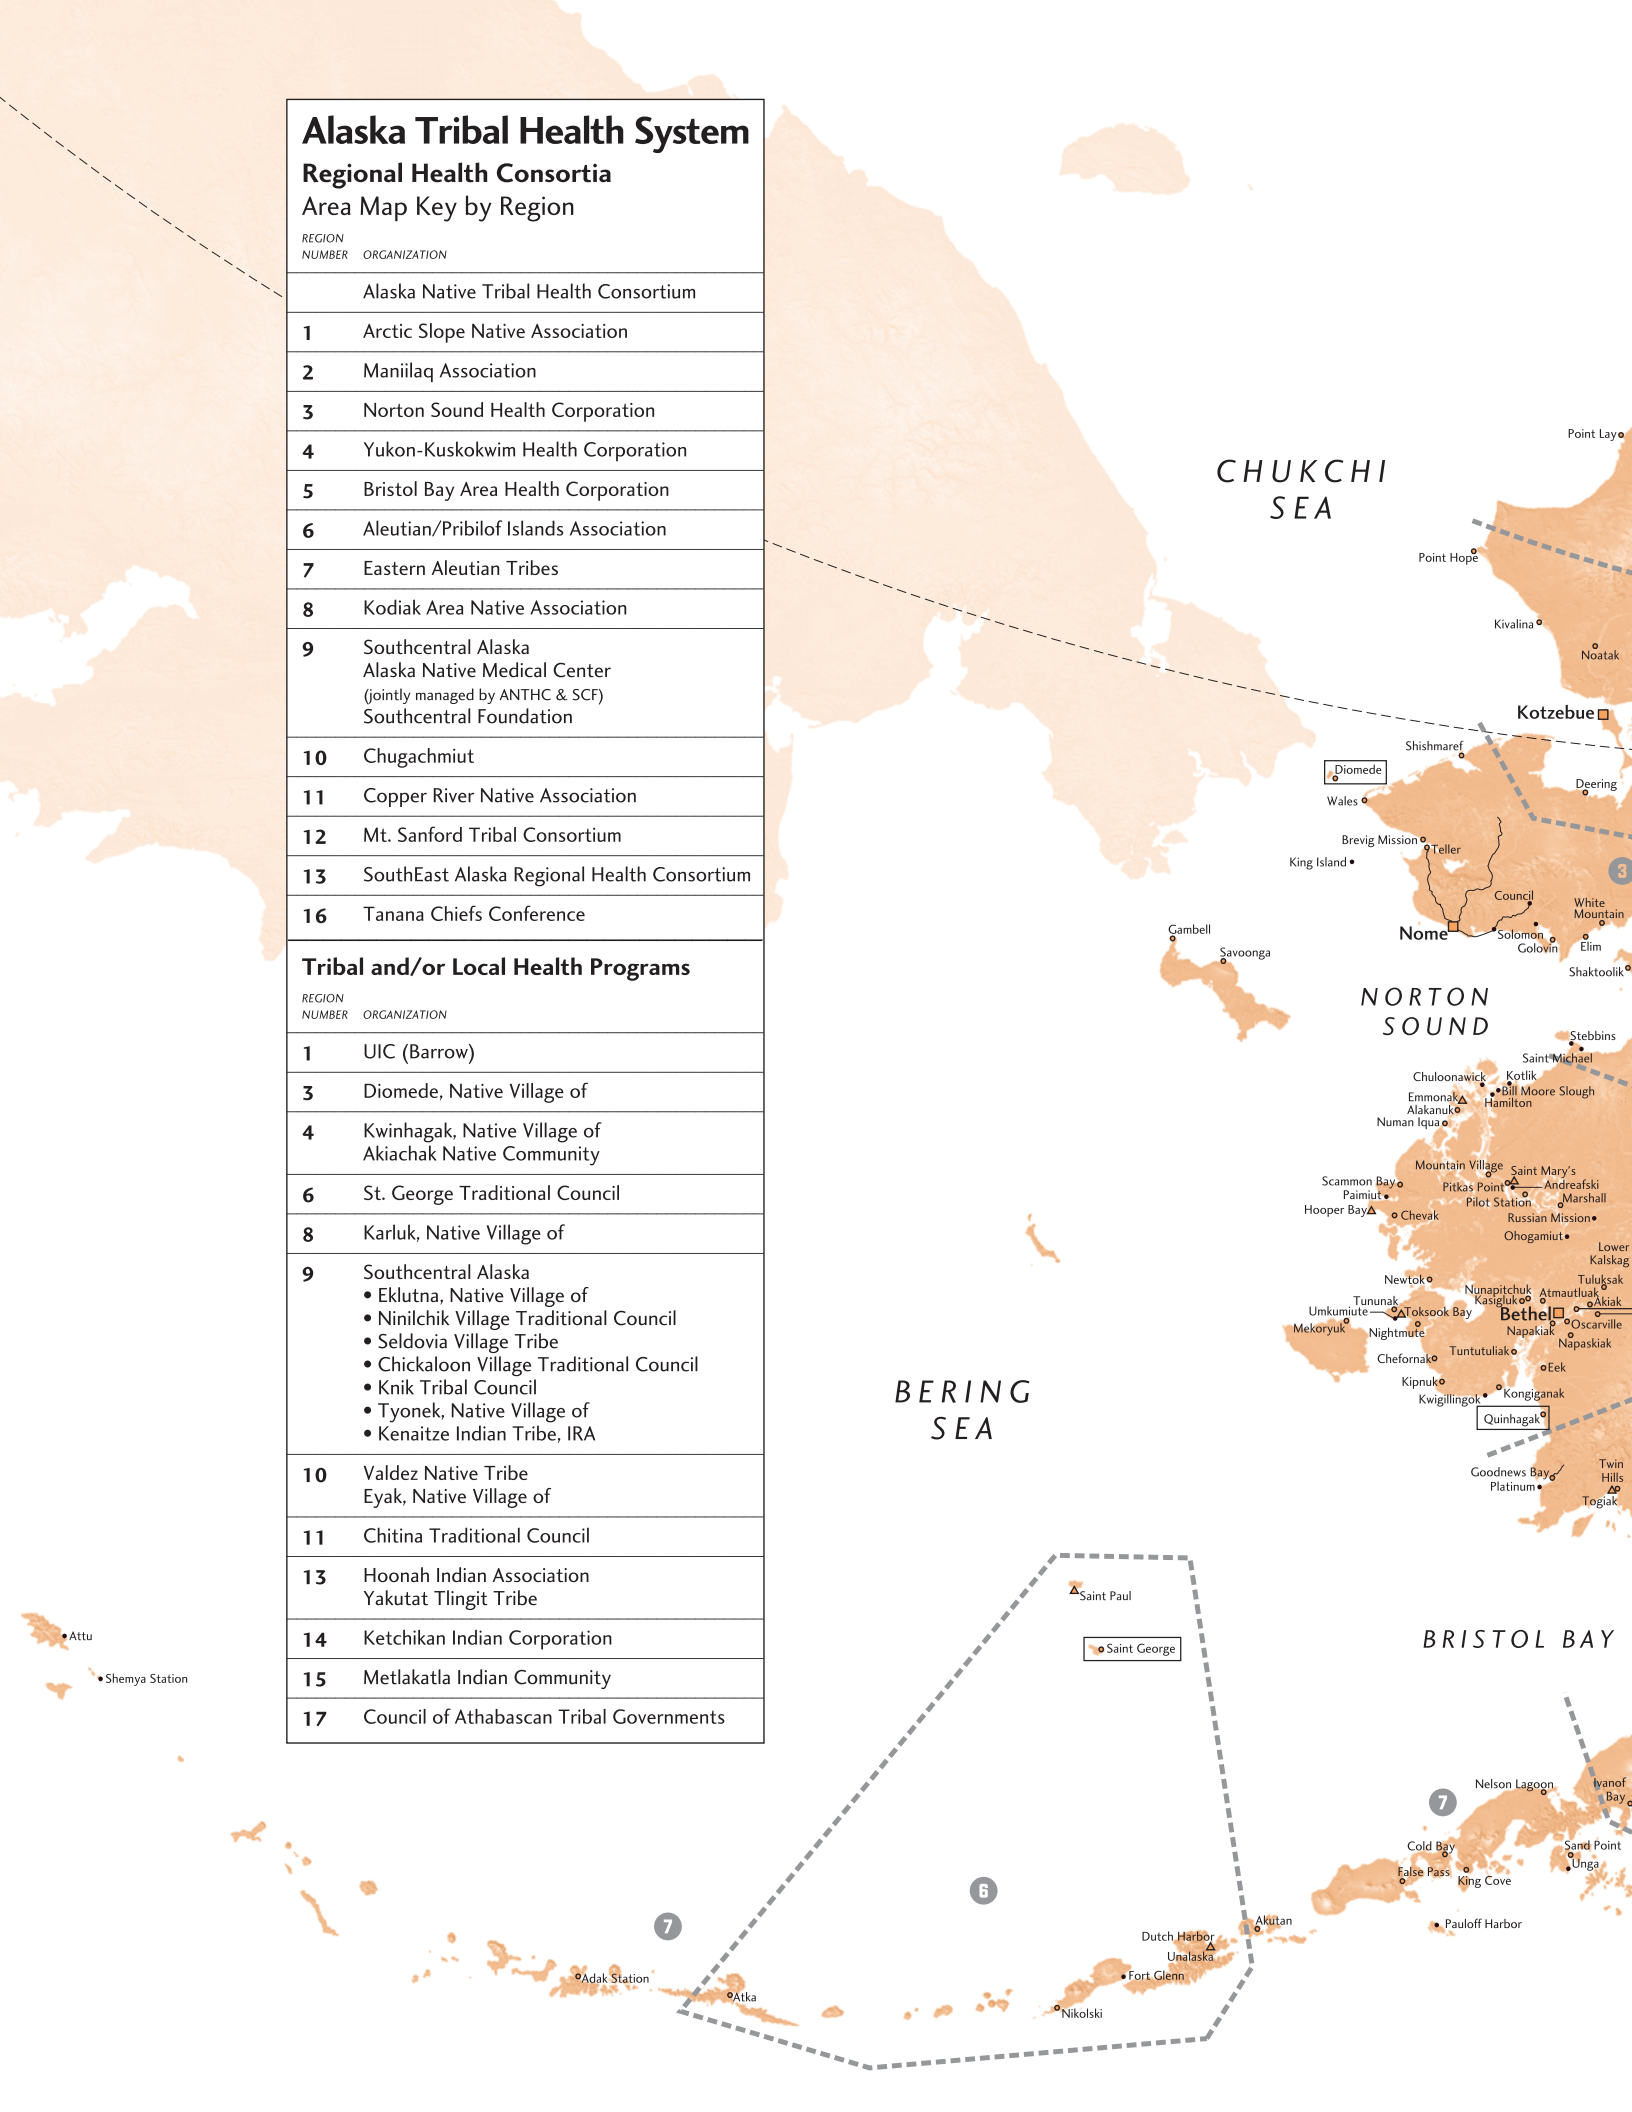 Alaska Tribal Health System
Regional Health Consortia
Area Map Key by Region
REGION
NUMBER ORGANIZATION
Alaska Native Tribal Health Consortium
1 Arctic Slope Native Association
2 Maniilaq Association
3 Norton Sound Health Corporation
4 Yukon-Kuskokwim Health Corporation
5 Bristol Bay Area Health Corporation
6 Aleutian/Pribilof Islands Association
7 Eastern Aleutian Tribes
8 Kodiak Area Native Association
9 Southcentral Alaska
Alaska Native Medical Center
(jointly managed by ANTHC & SCF)
Southcentral Foundation
10 Chugachmiut
11 Copper River Native Association
12 Mt. Sanford Tribal Consortium
13 SouthEast Alaska Regional Health Consortium
16 Tanana Chiefs Conference
Tribal and/or Local Health Programs
REGION
NUMBER ORGANIZATION
1 UIC (Barrow)
3 Diomede, Native Village of
4 Kwinhagak, Native Village of
Akiachak Native Community
6 St. George Traditional Council
8 Karluk, Native Village of
9 Southcentral Alaska
• Eklutna, Native Village of
• Ninilchik Village Traditional Council
• Seldovia Village Tribe
• Chickaloon Village Traditional Council
• Knik Tribal Council
• Tyonek, Native Village of
• Kenaitze Indian Tribe, IRA
10 Valdez Native Tribe
Eyak, Native Village of
11 Chitina Traditional Council
13 Hoonah Indian Association
Yakutat Tlingit Tribe
14 Ketchikan Indian Corporation
15 Metlakatla Indian Community
17 Council of Athabascan Tribal Governments
Point Lay
CHUKCHI
SEA
Point Hope
Kivalina
Noatak
Kotzebue
Shishmaref
Diomede
Deering
Wales
Brevig Mission
Teller
King Island
3
Council
White
Mountain
Nome
Solomon
Golovin
Elim
Gambell
Savoonga
Shaktoolik
NORTON
SOUND
Stebbins
Saint Michael
Chuloonawick
Kotlik
Bill Moore Slough
Hamilton
Emmonak
Alakanuk
Numan Iqua
Mountain Village
Saint Mary's
Scammon Bay
Pitkas Point
Andreafski
Paimiut
Pilot Station
Marshall
Hooper Bay
Chevak
Russian Mission
Ohogamiut
Lower
Kalskag
Newtok
Tuluksak
Nunapitchuk
Atmautluak
Kasigluk
Akiak
Tununak
Umkumiute
Toksook Bay
Bethel
Oscarville
Mekoryuk
Nightmute
Napakiak
Napaskiak
Chefornak
Tuntutuliak
Eek
Kipnuk
Kwigillingok
Kongiganak
Quinhagak
BERING
SEA
Goodnews Bay
Platinum
Twin
Hills
Togiak
Saint Paul
Saint George
BRISTOL BAY
Attu
Shemya Station
Nelson Lagoon
Ivanof
Bay
7
Cold Bay
Sand Point
False Pass
Unga
King Cove
6
7
Akutan
Pauloff Harbor
Dutch Harbor
Unalaska
Adak Station
Fort Glenn
Atka
Nikolski